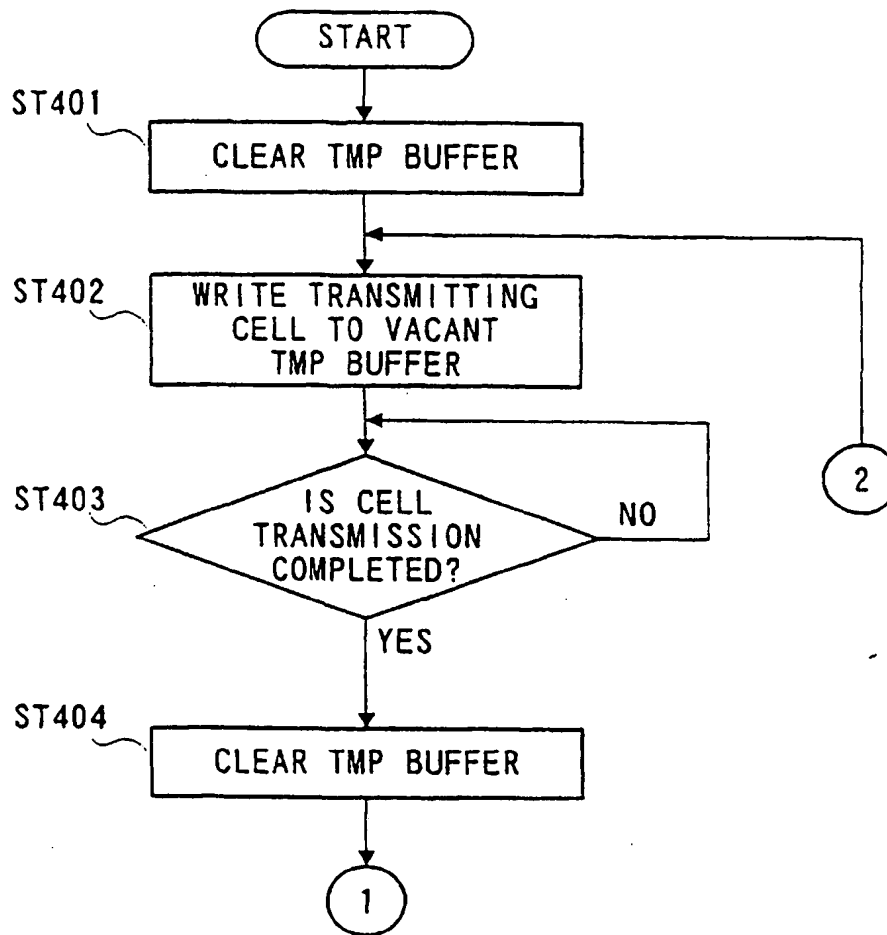 START
ST401
CLEAR TMP BUFFER
ST402
WRITE TRANSMITTING
CELL TO VACANT
TMP BUFFER
2
ST403
IS CELL
TRANSMISSION
COMPLETED?
NO
YES
ST404
CLEAR TMP BUFFER
1